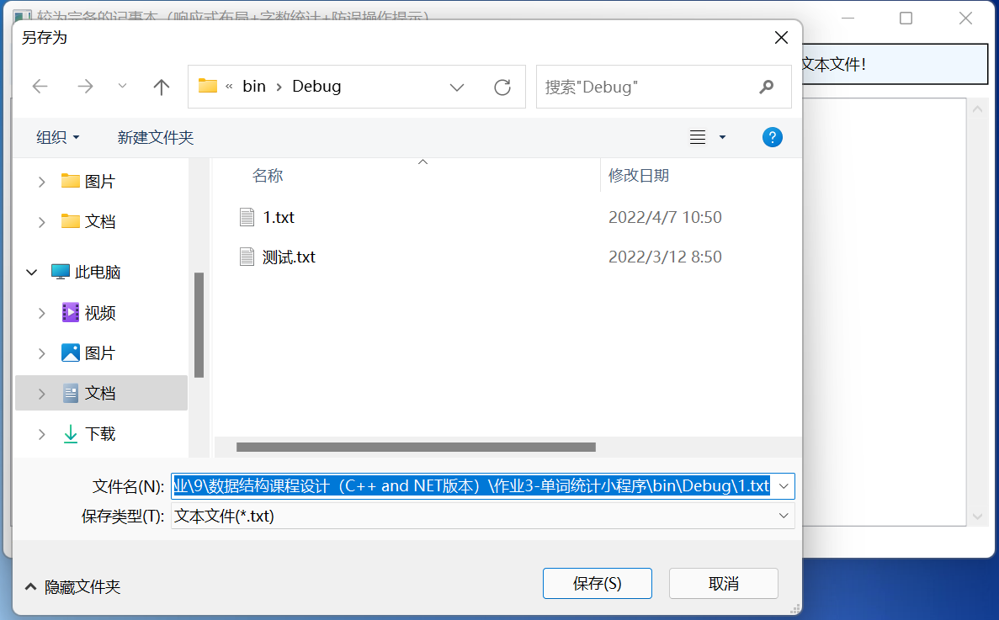 较为完备的记事本（响应式布局+字数统计+防误操作提示）
另存为
文本文件！
« bin › Debug
搜索"Debug"
组织
新建文件夹
名称
修改日期
图片
文档
此电脑
视频
图片
文档
下载
1.txt
2022/4/7 10:50
测试.txt
2022/3/12 8:50
文件名(N):
业\9\数据结构课程设计（C++ and NET版本）\作业3-单词统计小程序\bin\Debug\1.txt
保存类型(T):
文本文件(*.txt)
隐藏文件夹
保存(S)
取消